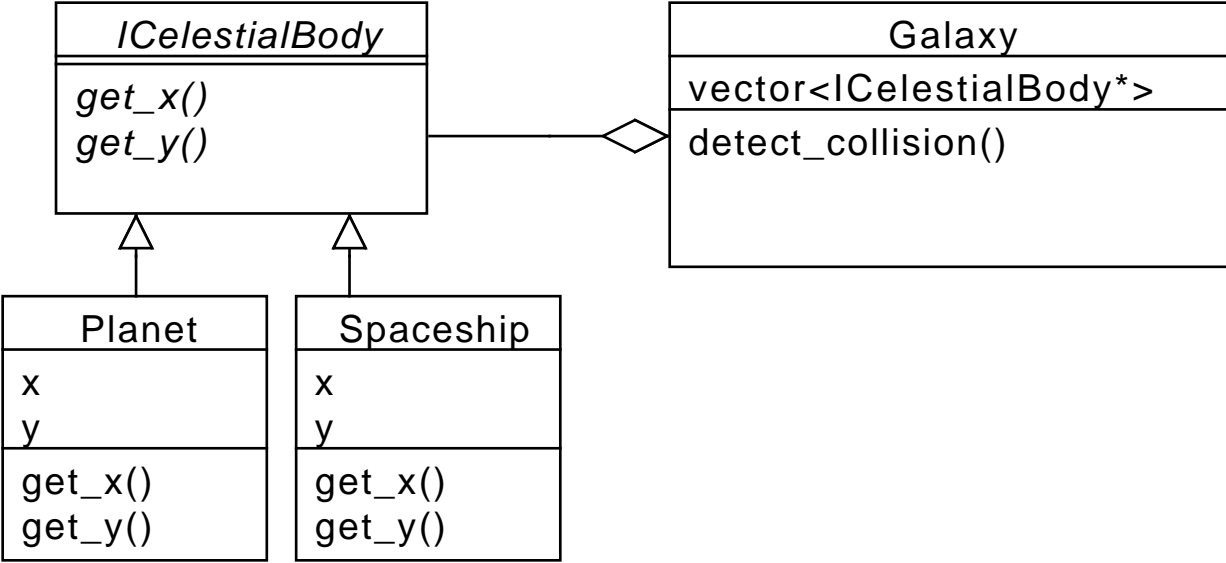 ICelestialBody
get_x()
get_y()
Galaxy
vector<ICelestialBody*>
detect_collision()
Planet
x
y
get_x()
get_y()
Spaceship
x
y
get_x()
get_y()